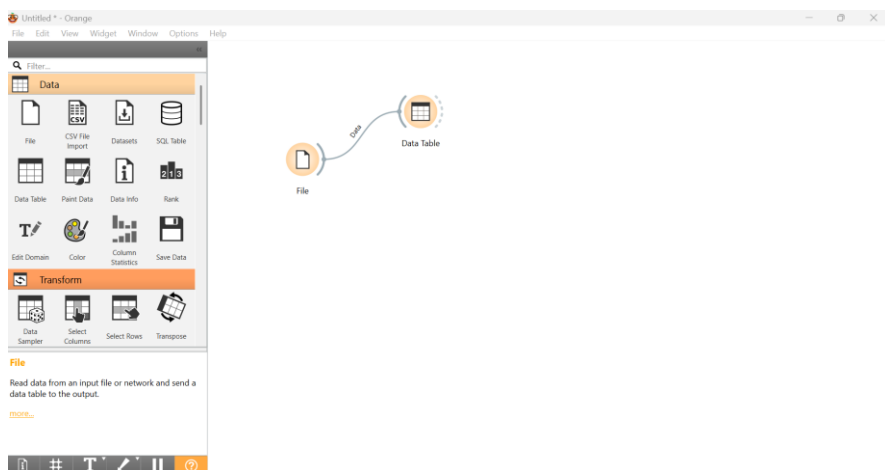 Untitled * - Orange
File Edit View Widget Window Options Help
«
Filter...
Data
File
CSV File Import
Datasets
SQL Table
Data Table
Paint Data
Data Info
Rank
Edit Domain
Color
Column Statistics
Save Data
Transform
Data Sampler
Select Columns
Select Rows
Transpose
File
Read data from an input file or network and send a
data table to the output.
more...
Data
Data Table
File